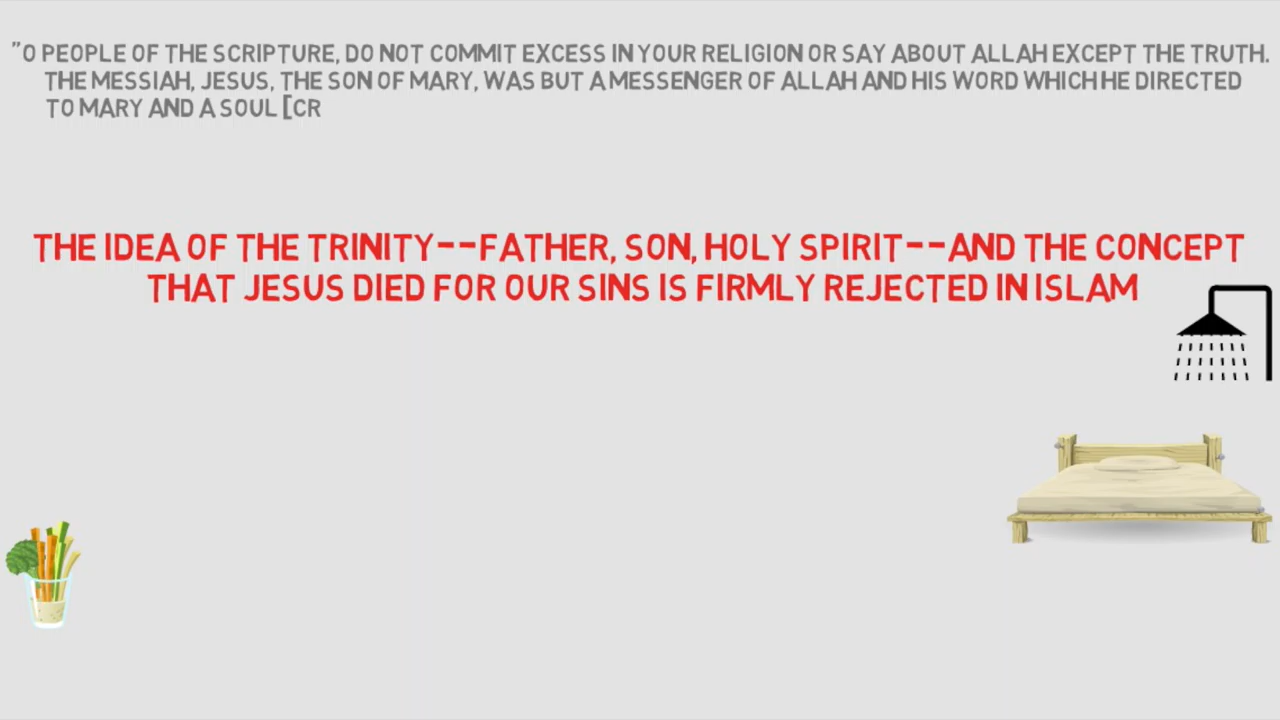 "O PEOPLE OF THE SCRIPTURE, DO NOT COMMIT EXCESS IN YOUR RELIGION OR SAY ABOUT ALLAH EXCEPT THE TRUTH.
THE MESSIAH, JESUS, THE SON OF MARY, WAS BUT A MESSENGER OF ALLAH AND HIS WORD WHICH HE DIRECTED
TO MARY AND A SOUL [CR
THE IDEA OF THE TRINITY--FATHER, SON, HOLY SPIRIT--AND THE CONCEPT
THAT JESUS DIED FOR OUR SINS IS FIRMLY REJECTED IN ISLAM